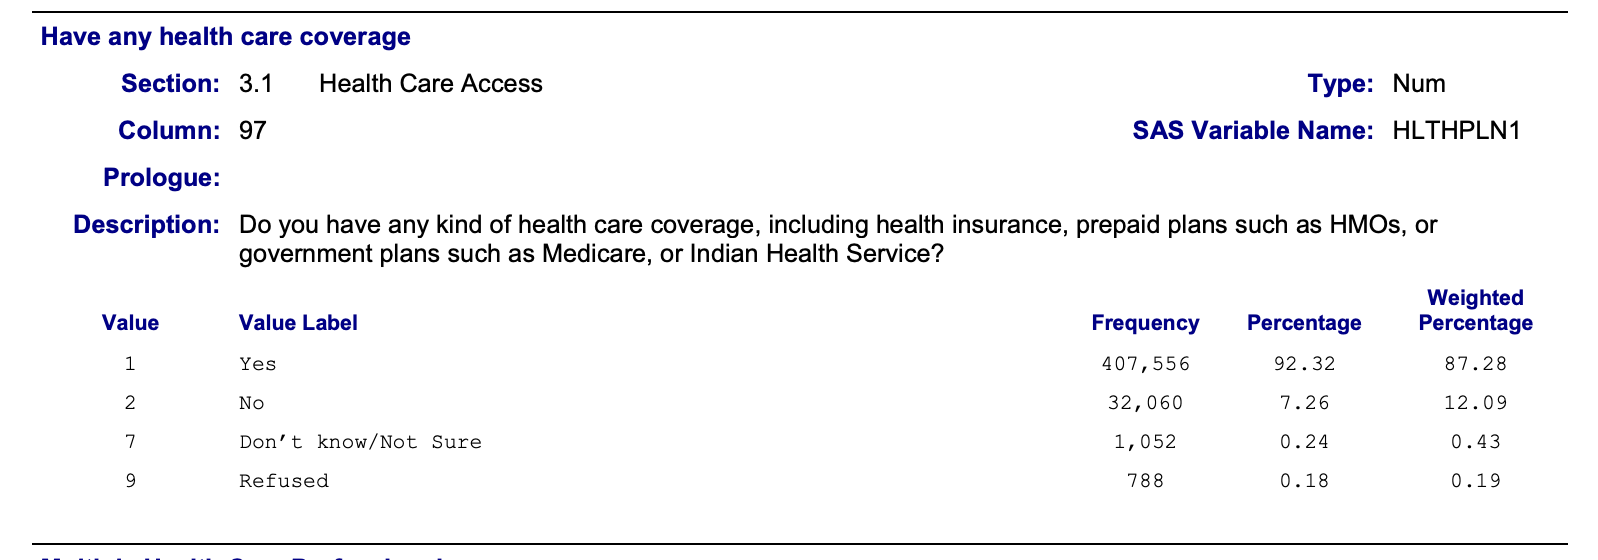 Have any health care coverage
Section: 3.1 Health Care Access Type: Num
Column: 97 SAS Variable Name: HLTHPLN1
Prologue:
Description: Do you have any kind of health care coverage, including health insurance, prepaid plans such as HMOs, or
government plans such as Medicare, or Indian Health Service?
Weighted
Value Value Label Frequency Percentage Percentage
1 Yes 407,556 92.32 87.28
2 No 32,060 7.26 12.09
7 Don’t know/Not Sure 1,052 0.24 0.43
9 Refused 788 0.18 0.19